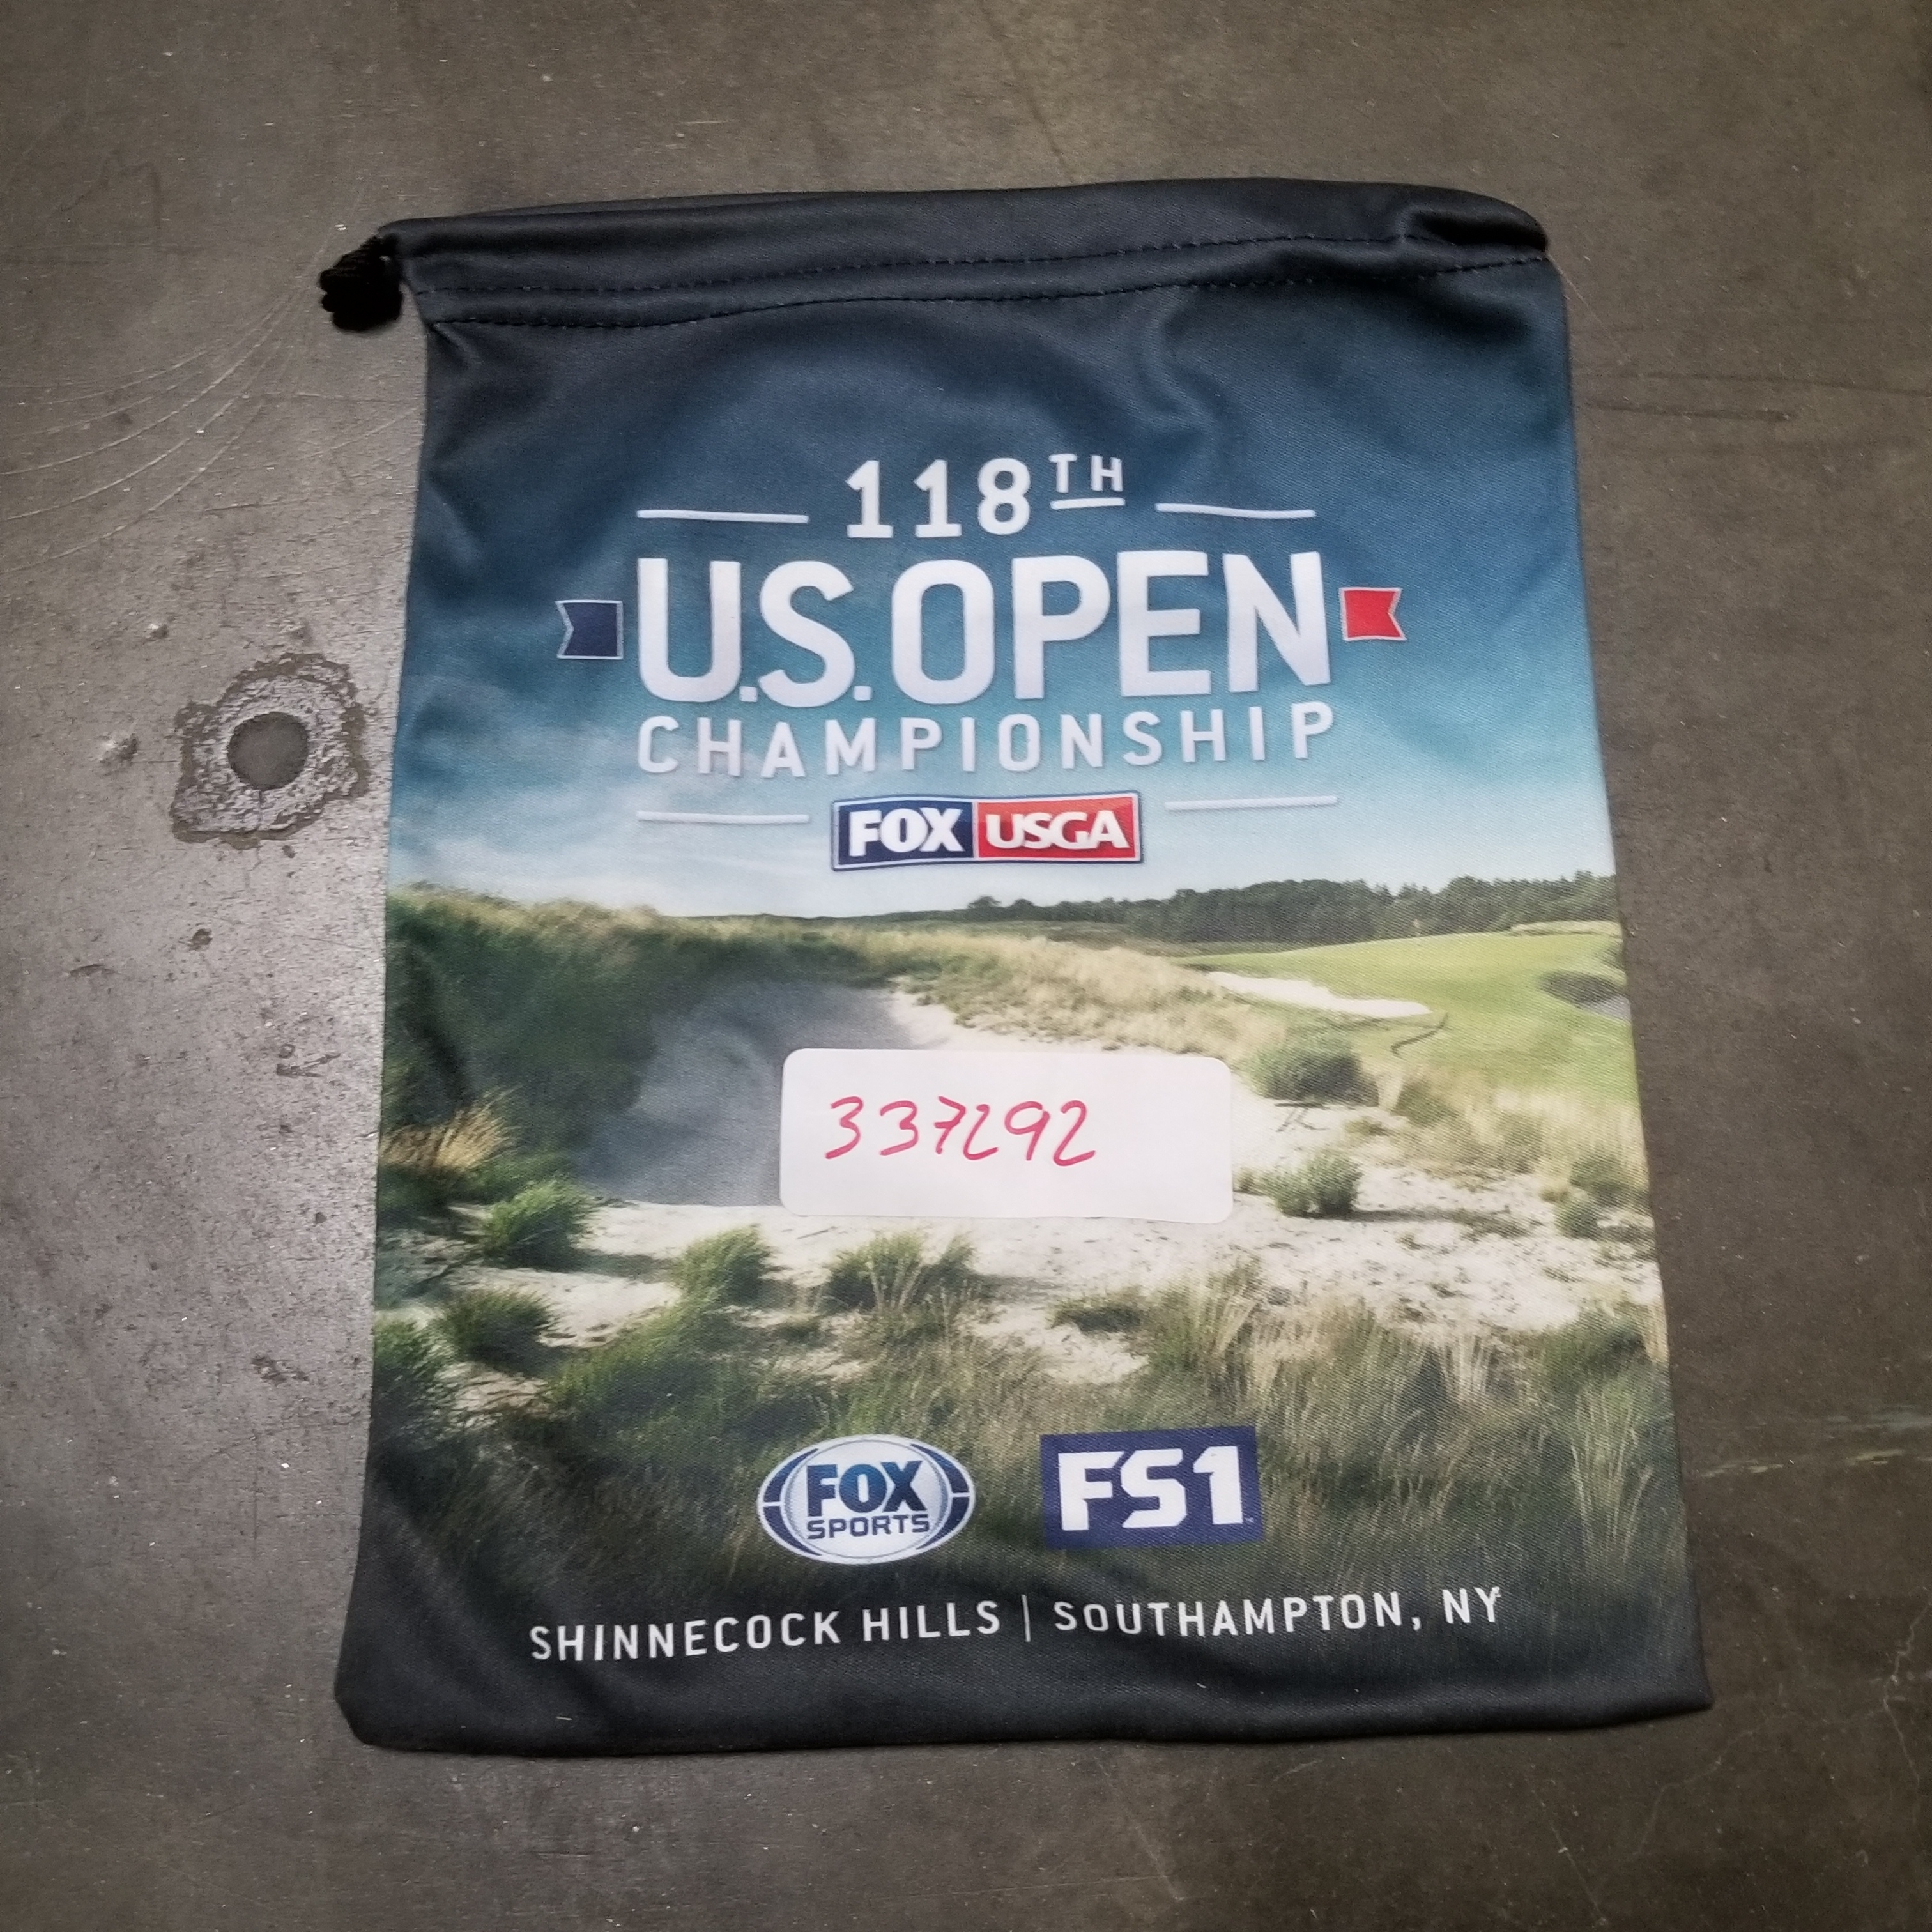 118TH
U.S. OPEN
CHAMPIONSHIP
FOX USGA
337292
FOX SPORTS
FS1
SHINNECOCK HILLS | SOUTHAMPTON, NY